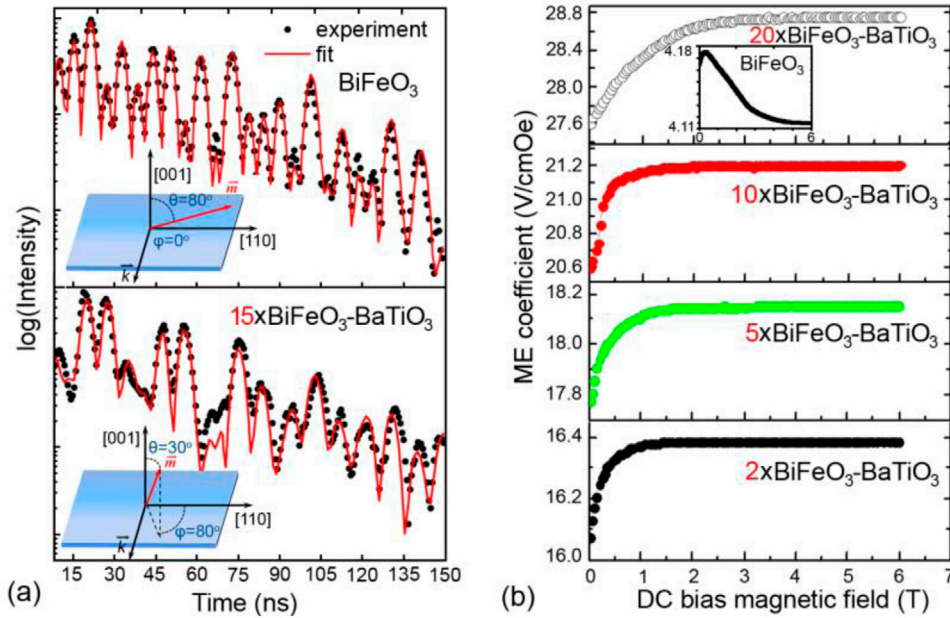 experiment
fit
BiFeO₃
[001]
θ=80°
m
φ=0°
[110]
k
15xBiFeO₃-BaTiO₃
[001]
θ=30°
m
[110]
φ=80°
k
log(Intensity)
15 30 45 60 75 90 105 120 135 150
Time (ns)
(a)
28.8
28.4
28.0
27.6
20xBiFeO₃-BaTiO₃
4.18
BiFeO₃
4.11
0 6
21.2
21.0
20.8
20.6
10xBiFeO₃-BaTiO₃
18.2
18.0
17.8
5xBiFeO₃-BaTiO₃
16.4
16.2
16.0
2xBiFeO₃-BaTiO₃
ME coefficient (V/cmOe)
0 1 2 3 4 5 6 7
DC bias magnetic field (T)
(b)